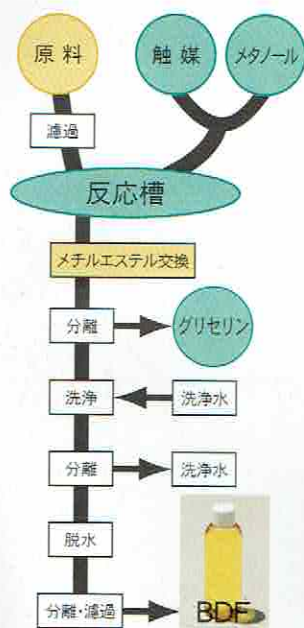 原料
触媒
メタノール
濾過
反応槽
メチルエステル交換
分離
グリセリン
洗浄
洗浄水
分離
洗浄水
脱水
分離・濾過
BDF